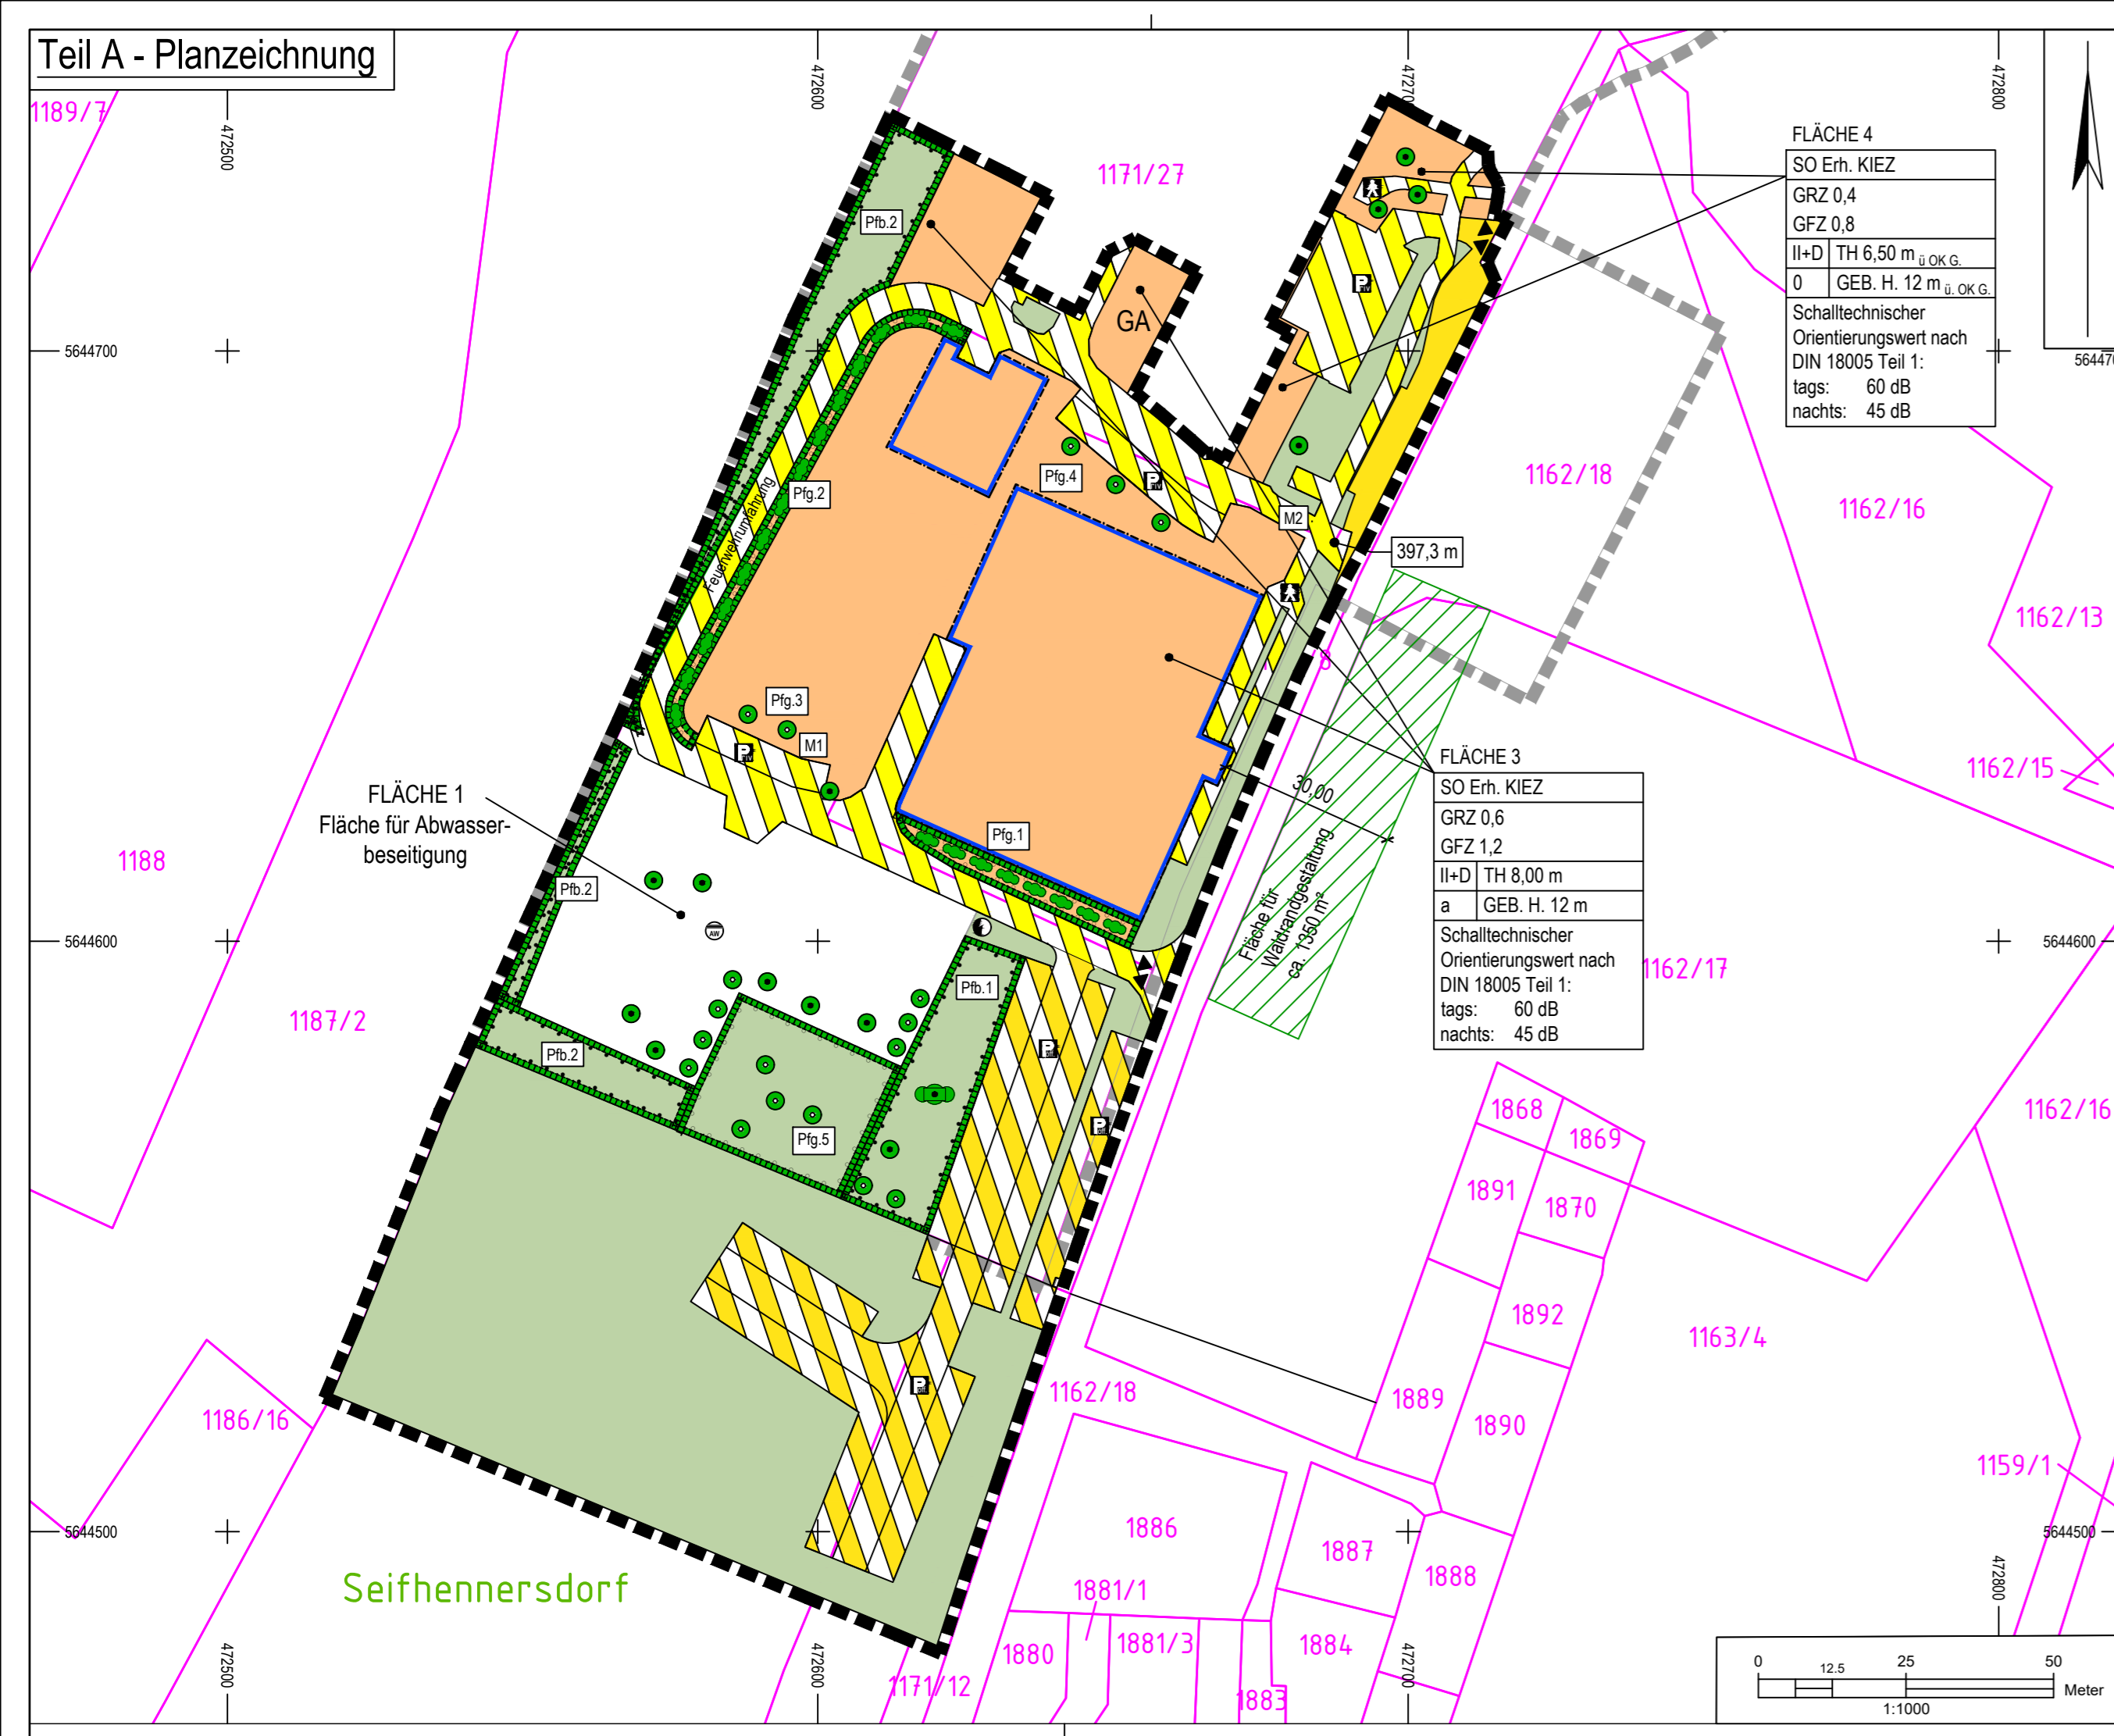 Teil A - Planzeichnung
1189/7
472500
472600
472700
472800
1171/27
FLÄCHE 4
SO Erh. KIEZ
GRZ 0,4
GFZ 0,8
II+D TH 6,50 m ü OK G.
0 GEB. H. 12 m ü. OK G.
Schalltechnischer
Orientierungswert nach
DIN 18005 Teil 1:
tags: 60 dB
nachts: 45 dB
Pfb.2
GA
5644700
Pfg.4
Pfg.2
Feuerwehrumfahrung
M2
397,3 m
1162/18
1162/16
1162/13
1162/15
Pfg.3
M1
FLÄCHE 1
Fläche für Abwasser-
beseitigung
1188
Pfb.2
Pfg.1
30,00
Fläche für
Waldrandgestaltung
ca. 1350 m²
FLÄCHE 3
SO Erh. KIEZ
GRZ 0,6
GFZ 1,2
II+D TH 8,00 m
a GEB. H. 12 m
Schalltechnischer
Orientierungswert nach
DIN 18005 Teil 1:
tags: 60 dB
nachts: 45 dB
AW
5644600
5644600
1162/17
1187/2
Pfb.1
Pfb.2
Pfg.5
1868
1869
1162/16
1891
1870
1892
1163/4
1162/18
1889
1890
1186/16
1159/1
1886
1887
1888
5644500
5644500
Seifhennersdorf
1881/1
1880
1881/3
1884
1171/12
1883
472500
472600
472700
472800
0 12.5 25 50
Meter
1:1000